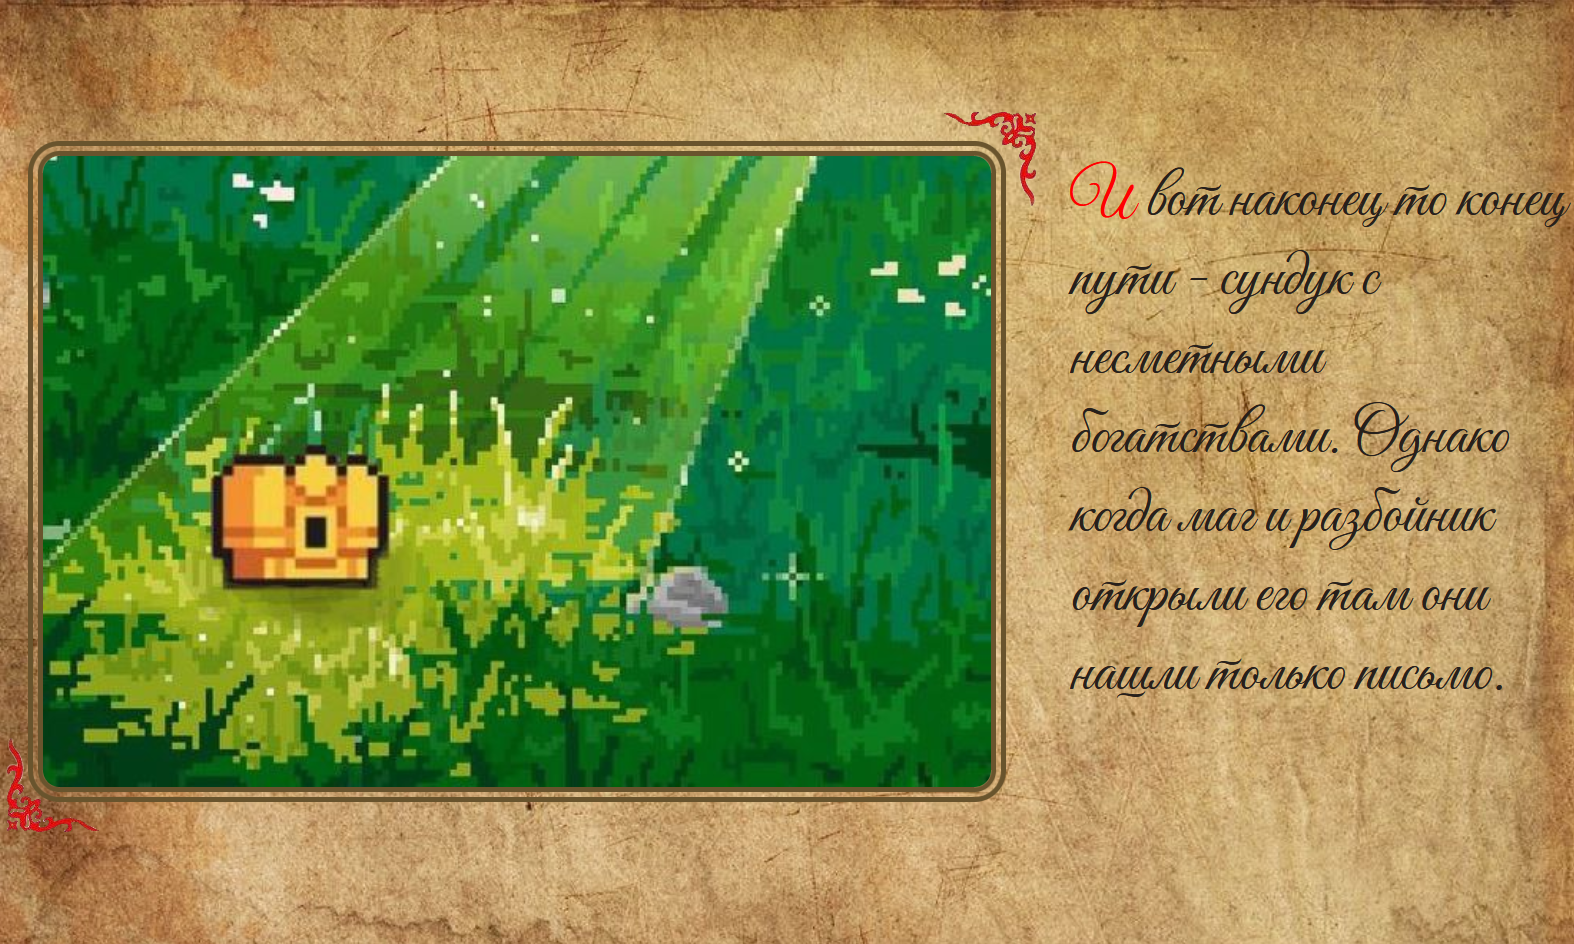 И вот наконец то конец
пути - сундук с
несметными
богатствами. Однако
когда маг и разбойник
открыли его там они
нашли только письмо.